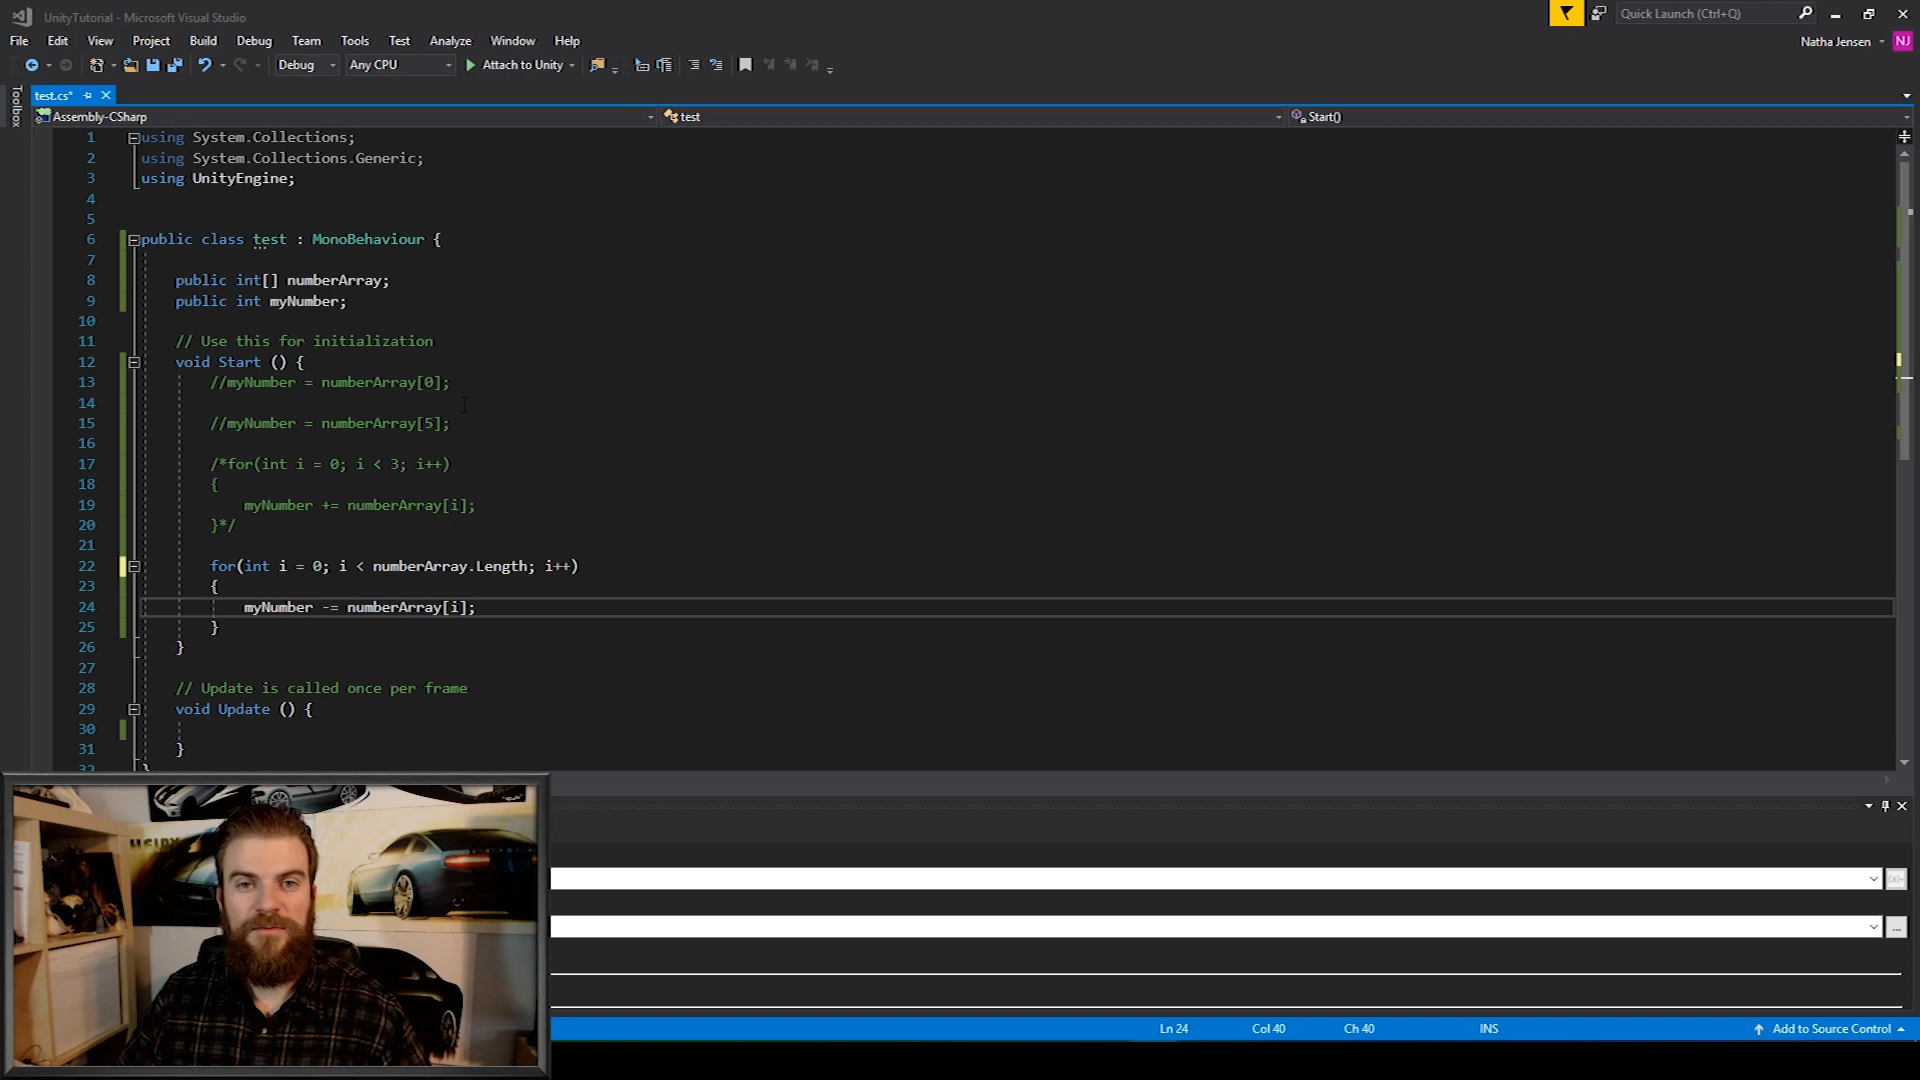 UnityTutorial - Microsoft Visual Studio
Quick Launch (Ctrl+Q)
File Edit View Project Build Debug Team Tools Test Analyze Window Help
Natha Jensen NJ
Debug Any CPU Attach to Unity
Toolbox
test.cs*
Assembly-CSharp test Start()
1 using System.Collections;
2 using System.Collections.Generic;
3 using UnityEngine;
4
5
6 public class test : MonoBehaviour {
7
8 public int[] numberArray;
9 public int myNumber;
10
11 // Use this for initialization
12 void Start () {
13 //myNumber = numberArray[0];
14
15 //myNumber = numberArray[5];
16
17 /*for(int i = 0; i < 3; i++)
18 {
19 myNumber += numberArray[i];
20 }*/
21
22 for(int i = 0; i < numberArray.Length; i++)
23 {
24 myNumber -= numberArray[i];
25 }
26 }
27
28 // Update is called once per frame
29 void Update () {
30
31 }
32 }
Ln 24 Col 40 Ch 40 INS Add to Source Control